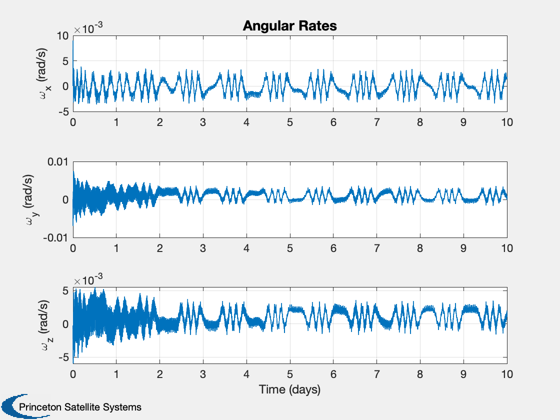 Angular Rates
×10⁻³
10
5
0
-5
ω_x (rad/s)
0 1 2 3 4 5 6 7 8 9 10
0.01
0
-0.01
ω_y (rad/s)
0 1 2 3 4 5 6 7 8 9 10
×10⁻³
5
0
-5
ω_z (rad/s)
0 1 2 3 4 5 6 7 8 9 10
Time (days)
Princeton Satellite Systems